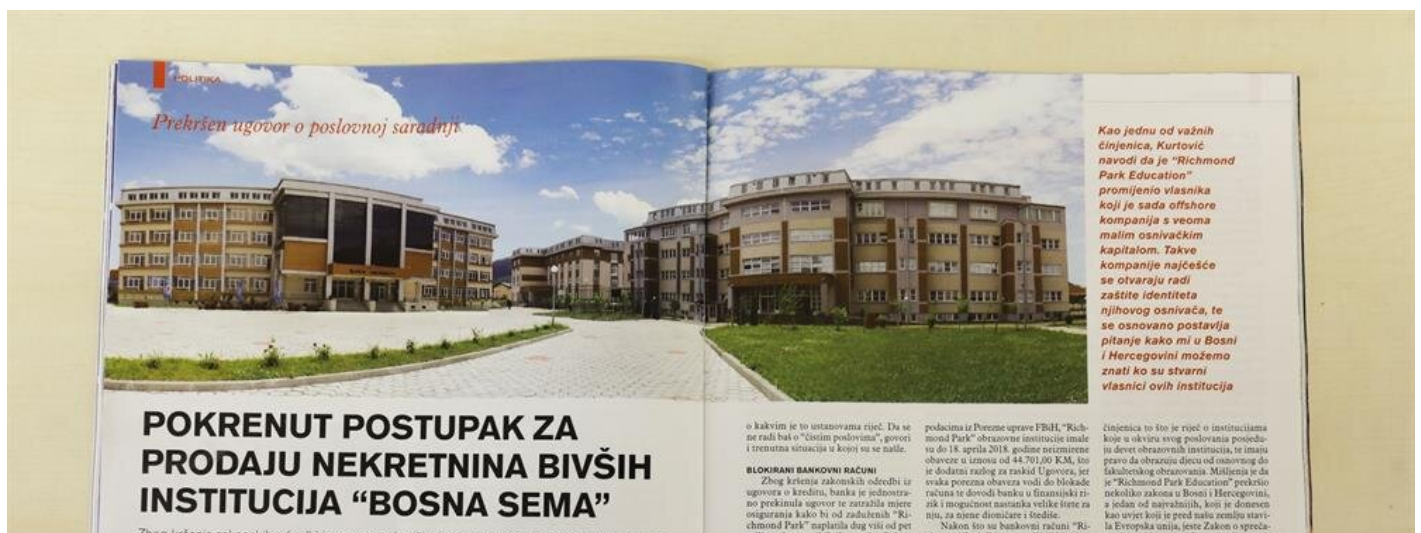 POLITIKA
Prekršen ugovor o poslovnoj saradnji
Kao jednu od važnih
činjenica, Kurtović
navodi da je “Richmond
Park Education”
promijenio vlasnika
koji je sada offshore
kompanija s veoma
malim osnivačkim
kapitalom. Takve
kompanije najčešće
se otvaraju radi
zaštite identiteta
njihovog osnivača, te
se osnovano postavlja
pitanje kako mi u Bosni
i Hercegovini možemo
znati ko su stvarni
vlasnici ovih institucija
POKRENUT POSTUPAK ZA
PRODAJU NEKRETNINA BIVŠIH
INSTITUCIJA “BOSNA SEMA”
o kakvim je to ustanovama riječ. Da se
ne radi baš o “čistim poslovima”, govori
i trenutna situacija u kojoj su se našle.
BLOKIRANI BANKOVNI RAČUNI
Zbog kršenja zakonskih odredbi iz
ugovora o kreditu, banka je jednostra-
no prekinula ugovor te zatražila mjere
osiguranja kako bi od zaduženih “Ri-
chmond Park” naplatila dug viši od pet
podacima iz Porezne uprave FBiH, “Rich-
mond Park” obrazovne institucije imale
su do 18. aprila 2018. godine neizmirene
obaveze u iznosu od 44.701,00 KM, što
je dodatni razlog za raskid Ugovora, jer
svaka porezna obaveza vodi do blokade
računa te dovodi banku u finansijski ri-
zik i mogućnost nastanka velike štete za
nju, za njene dioničare i štediše.
Nakon što su bankovni računi “Ri-
činjenica to što je riječ o institucijama
koje u okviru svog poslovanja posjedu-
ju devet obrazovnih institucija, te imaju
pravo da obrazuju djecu od osnovnog do
fakultetskog obrazovanja. Mišljenja je da
je “Richmond Park Education” prekršio
nekoliko zakona u Bosni i Hercegovini,
a jedan od najvažnijih, koji je donesen
kao uvjet koji je pred našu zemlju stavi-
la Evropska unija, jeste Zakon o spreča-